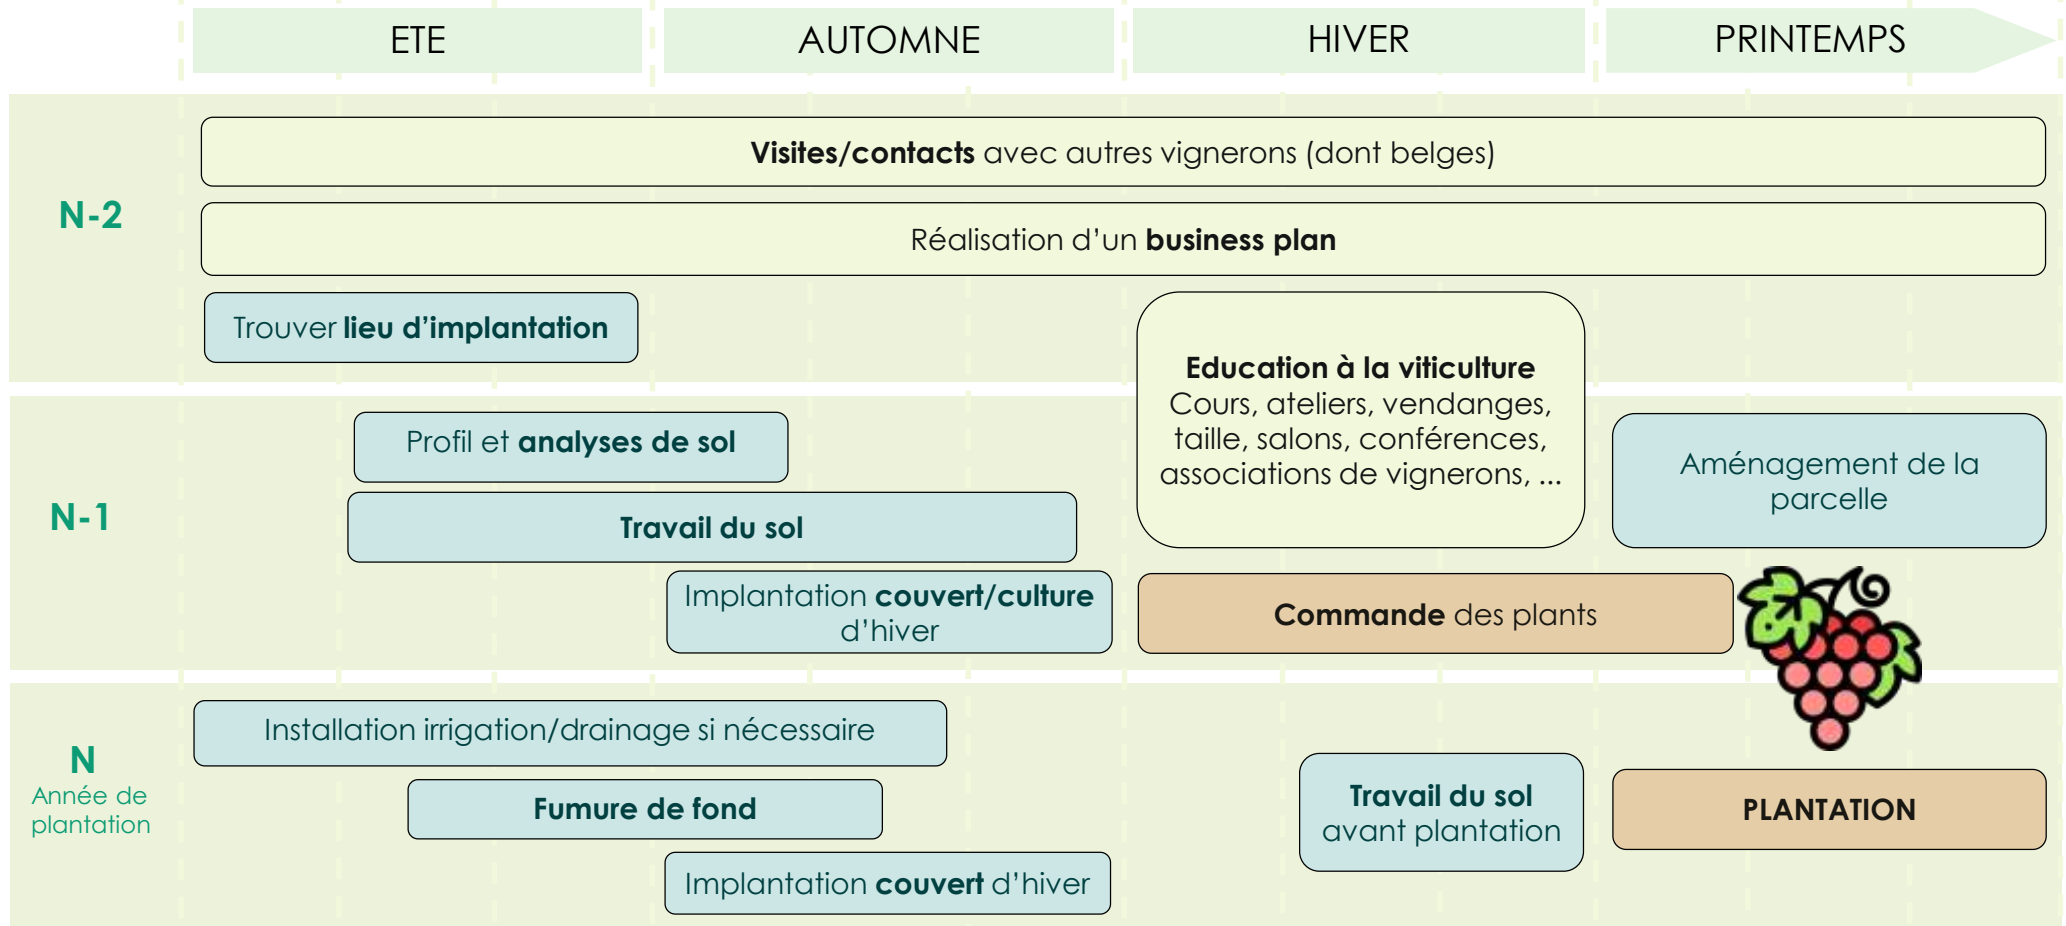 ETE
AUTOMNE
HIVER
PRINTEMPS
N-2
Visites/contacts avec autres vignerons (dont belges)
Réalisation d’un business plan
Trouver lieu d’implantation
Education à la viticulture
Cours, ateliers, vendanges,
taille, salons, conférences,
associations de vignerons, ...
N-1
Profil et analyses de sol
Travail du sol
Implantation couvert/culture
d’hiver
Aménagement de la
parcelle
Commande des plants
N
Année de
plantation
Installation irrigation/drainage si nécessaire
Fumure de fond
Implantation couvert d’hiver
Travail du sol
avant plantation
PLANTATION